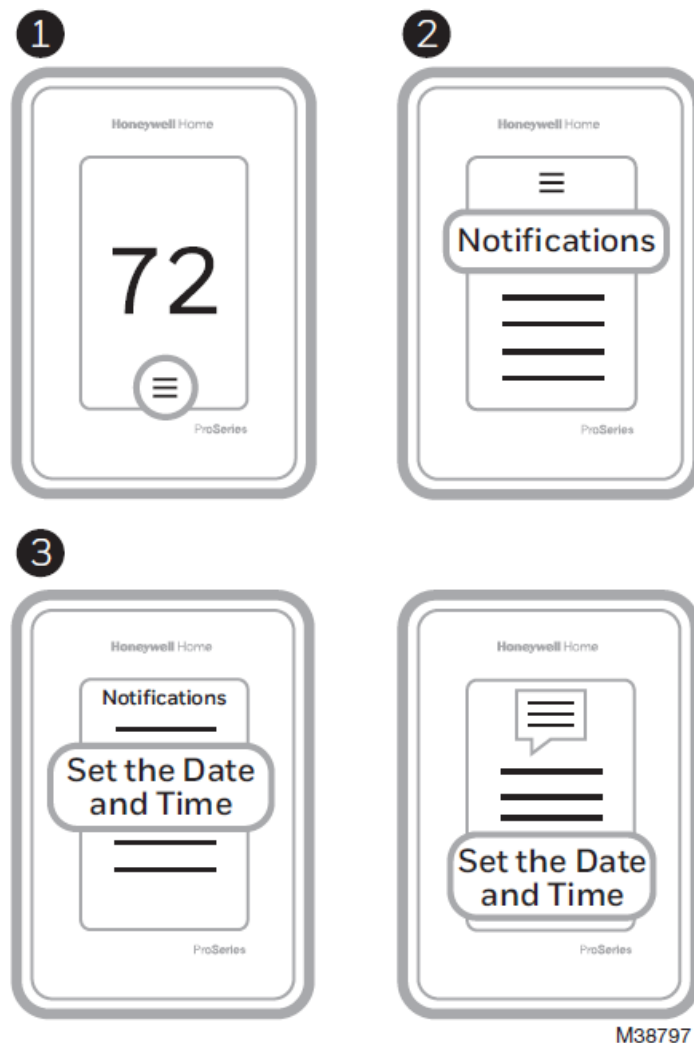 1
2
Honeywell Home
72
ProSeries
Honeywell Home
Notifications
ProSeries
3
Honeywell Home
Notifications
Set the Date
and Time
ProSeries
Honeywell Home
Set the Date
and Time
ProSeries
M38797